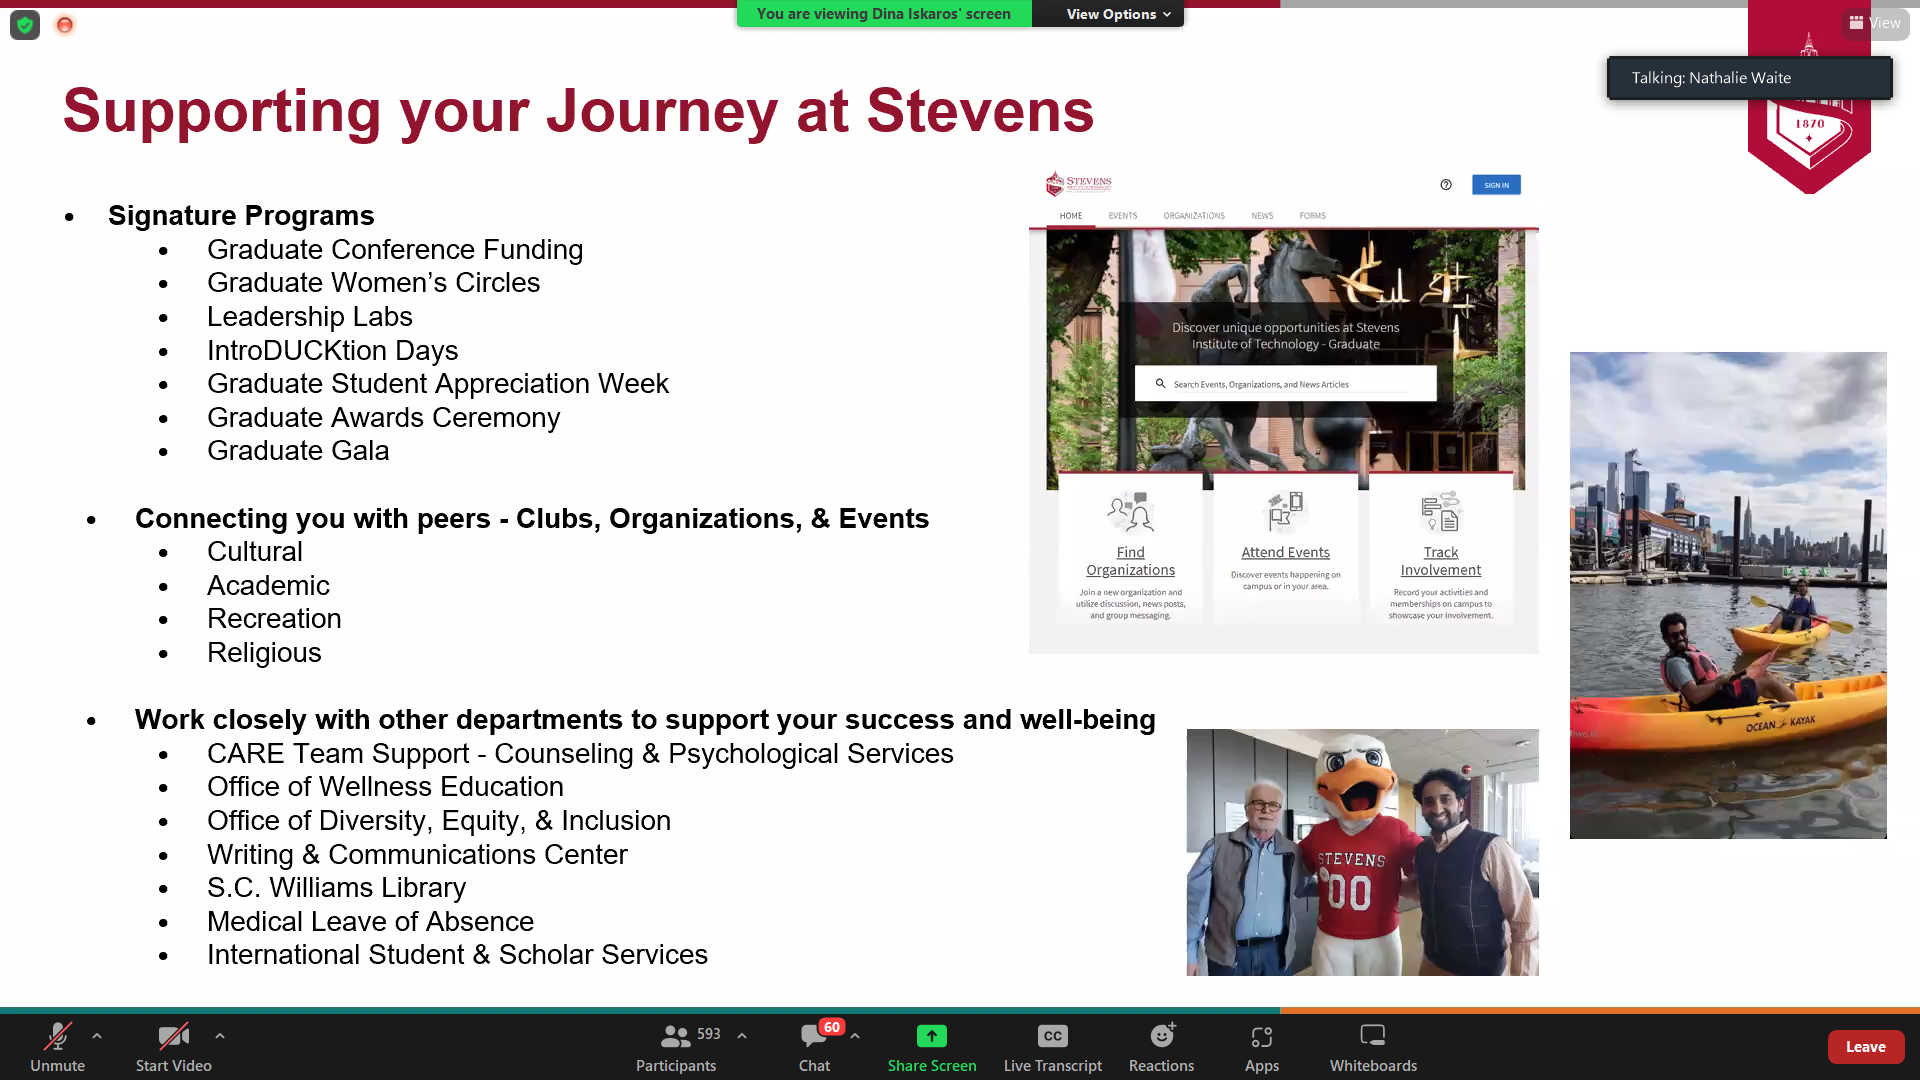 You are viewing Dina Iskaros' screen
View Options
View
Talking: Nathalie Waite
1870
Supporting your Journey at Stevens
• Signature Programs
• Graduate Conference Funding
• Graduate Women’s Circles
• Leadership Labs
• IntroDUCKtion Days
• Graduate Student Appreciation Week
• Graduate Awards Ceremony
• Graduate Gala
• Connecting you with peers - Clubs, Organizations, & Events
• Cultural
• Academic
• Recreation
• Religious
• Work closely with other departments to support your success and well-being
• CARE Team Support - Counseling & Psychological Services
• Office of Wellness Education
• Office of Diversity, Equity, & Inclusion
• Writing & Communications Center
• S.C. Williams Library
• Medical Leave of Absence
• International Student & Scholar Services
STEVENS
SIGN IN
HOME EVENTS ORGANIZATIONS NEWS FORMS
Discover unique opportunities at Stevens
Institute of Technology - Graduate
Search Events, Organizations, and News Articles
Find
Organizations
Join a new organization and
utilize discussion, news posts,
and group messaging.
Attend Events
Discover events happening on
campus or in your area.
Track
Involvement
Record your activities and
memberships on campus to
showcase your involvement.
OCEAN KAYAK
STEVENS
00
Unmute
Start Video
593
Participants
60
Chat
Share Screen
CC
Live Transcript
Reactions
Apps
Whiteboards
Leave